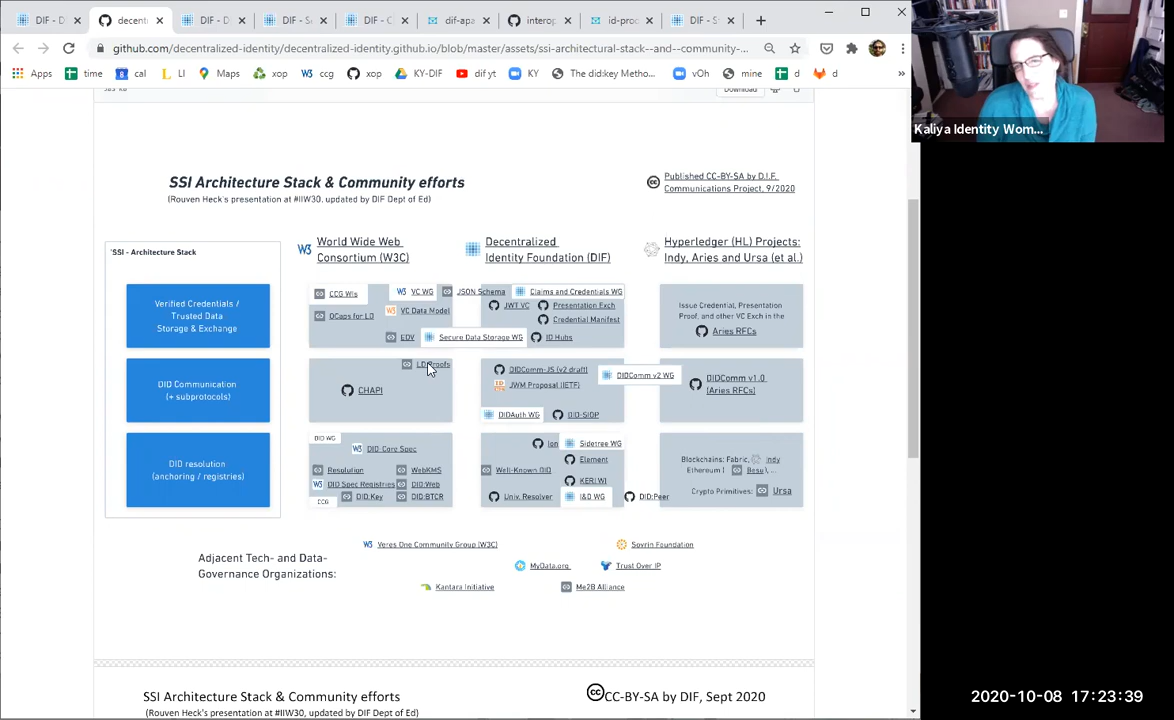 DIF - D
decent
DIF - D
DIF - S
DIF - C
dif-apa
interop
id-proc
DIF - S
github.com/decentralized-identity/decentralized-identity.github.io/blob/master/assets/ssi-architectural-stack--and--community-...
Apps
time
cal
LI
Maps
xop
ccg
xop
KY-DIF
dif yt
KY
The did:key Metho...
vOh
mine
d
d
»
Download
Kaliya Identity Wom...
SSI Architecture Stack & Community efforts
(Rouven Heck's presentation at #IIW30, updated by DIF Dept of Ed)
Published CC-BY-SA by D.I.F.
Communications Project, 9/2020
'SSI - Architecture Stack
World Wide Web
Consortium (W3C)
Decentralized
Identity Foundation (DIF)
Hyperledger (HL) Projects:
Indy, Aries and Ursa (et al.)
Verified Credentials /
Trusted Data
Storage & Exchange
CCG WIs
VC WG
JSON Schema
Claims and Credentials WG
OCaps for LD
VC Data Model
JWT VC
Presentation Exch
Credential Manifest
EDV
Secure Data Storage WG
ID Hubs
Issue Credential, Presentation
Proof, and other VC Exch in the
Aries RFCs
DID Communication
(+ subprotocols)
LD Proofs
CHAPI
DIDComm-JS (v2 draft)
JWM Proposal (IETF)
DIDComm v2 WG
DIDAuth WG
DID-SIOP
DIDComm v1.0
(Aries RFCs)
DID resolution
(anchoring / registries)
DID WG
DID-Core Spec
Resolution
WebKMS
DID Spec Registries
DID:Web
CCG
DID:Key
DID:BTCR
Ion
Sidetree WG
Element
Well-Known DID
KERI WI
Univ. Resolver
I&D WG
DID:Peer
Blockchains: Fabric,
Indy
Ethereum (
Besu ),..
Crypto Primitives:
Ursa
Adjacent Tech- and Data-
Governance Organizations:
Veres One Community Group (W3C)
Sovrin Foundation
MyData.org
Trust Over IP
Kantara Initiative
Me2B Alliance
SSI Architecture Stack & Community efforts
CC-BY-SA by DIF, Sept 2020
(Rouven Heck's presentation at #IIW30, updated by DIF Dept of Ed)
2020-10-08 17:23:39